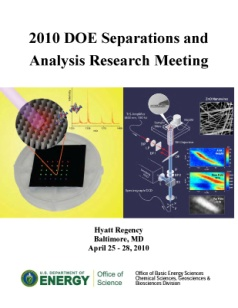 2010 DOE Separations and
Analysis Research Meeting
Hyatt Regency
Baltimore, MD
April 25 - 28, 2010
U.S. DEPARTMENT OF
ENERGY
Office of
Science
Office of Basic Energy Sciences
Chemical Sciences, Geosciences &
Biosciences Division